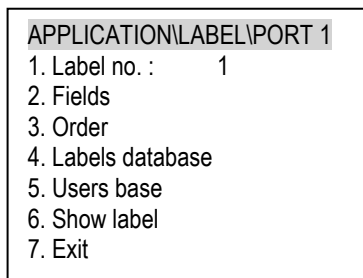 APPLICATION\LABEL\PORT 1
1. Label no. : 1
2. Fields
3. Order
4. Labels database
5. Users base
6. Show label
7. Exit